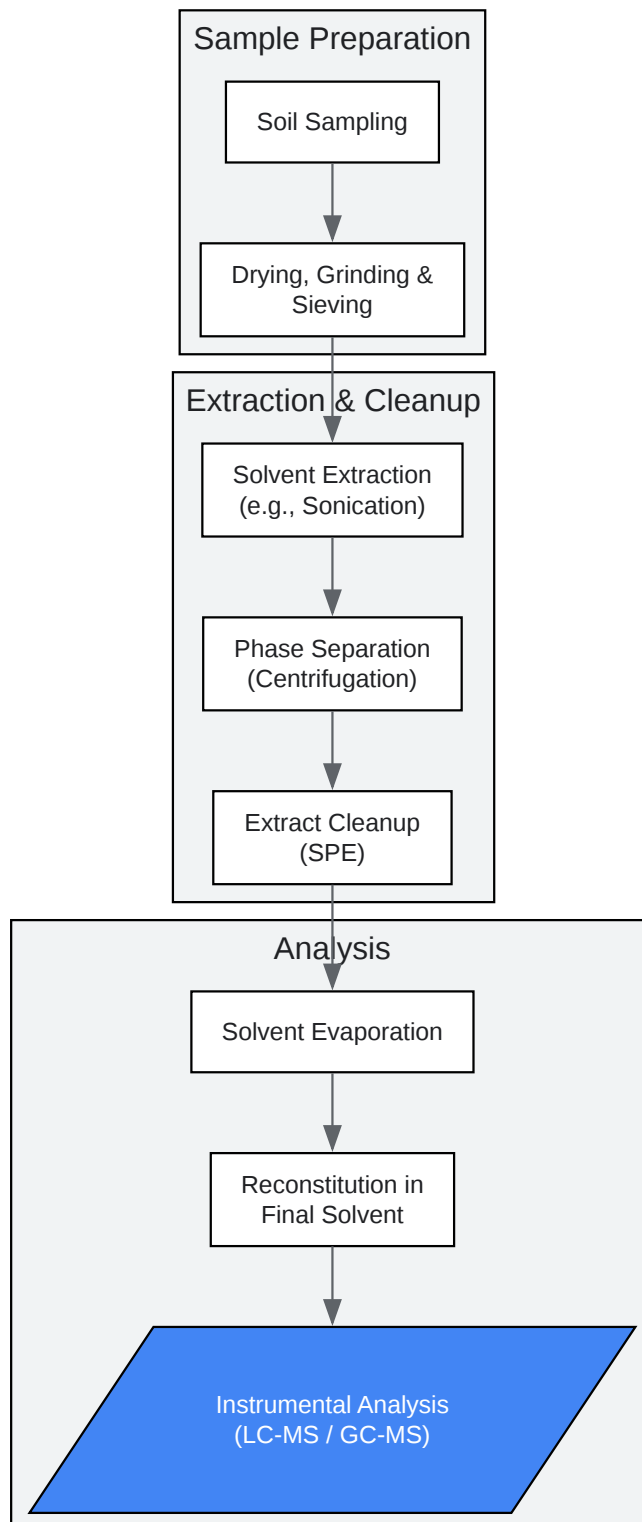 Sample Preparation
Soil Sampling
Drying, Grinding &
Sieving
Extraction & Cleanup
Solvent Extraction
(e.g., Sonication)
Phase Separation
(Centrifugation)
Extract Cleanup
(SPE)
Analysis
Solvent Evaporation
Reconstitution in
Final Solvent
Instrumental Analysis
(LC-MS / GC-MS)